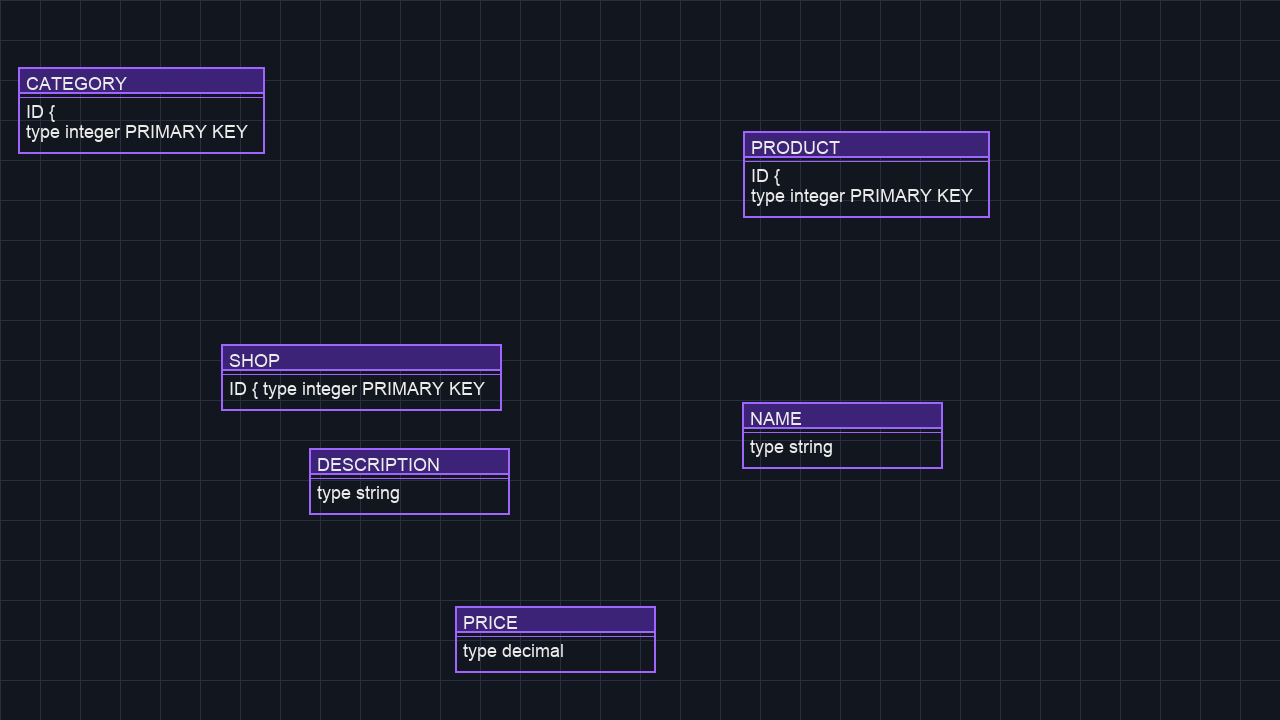 CATEGORY
ID {
type integer PRIMARY KEY
PRODUCT
ID {
type integer PRIMARY KEY
SHOP
ID { type integer PRIMARY KEY
NAME
type string
DESCRIPTION
type string
PRICE
type decimal